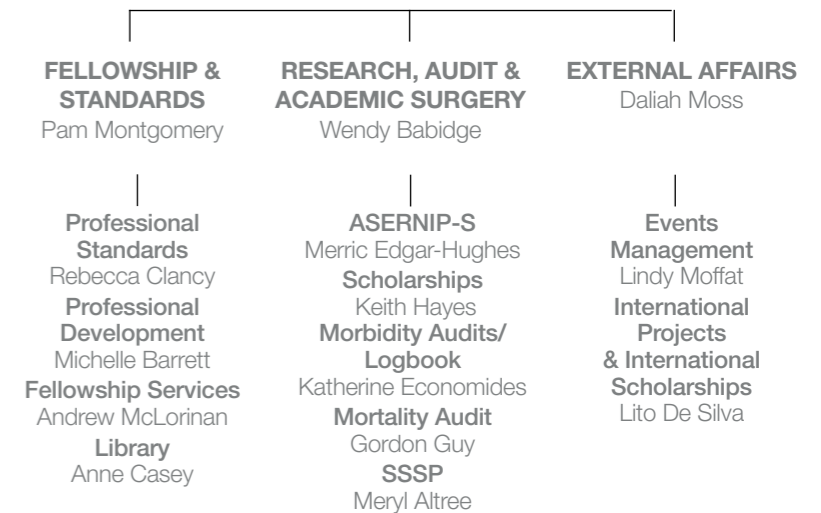 FELLOWSHIP &
STANDARDS
Pam Montgomery
Professional
Standards
Rebecca Clancy
Professional
Development
Michelle Barrett
Fellowship Services
Andrew McLorinan
Library
Anne Casey
RESEARCH, AUDIT &
ACADEMIC SURGERY
Wendy Babidge
ASERNIP-S
Merric Edgar-Hughes
Scholarships
Keith Hayes
Morbidity Audits/
Logbook
Katherine Economides
Mortality Audit
Gordon Guy
SSSP
Meryl Altree
EXTERNAL AFFAIRS
Daliah Moss
Events
Management
Lindy Moffat
International
Projects
& International
Scholarships
Lito De Silva